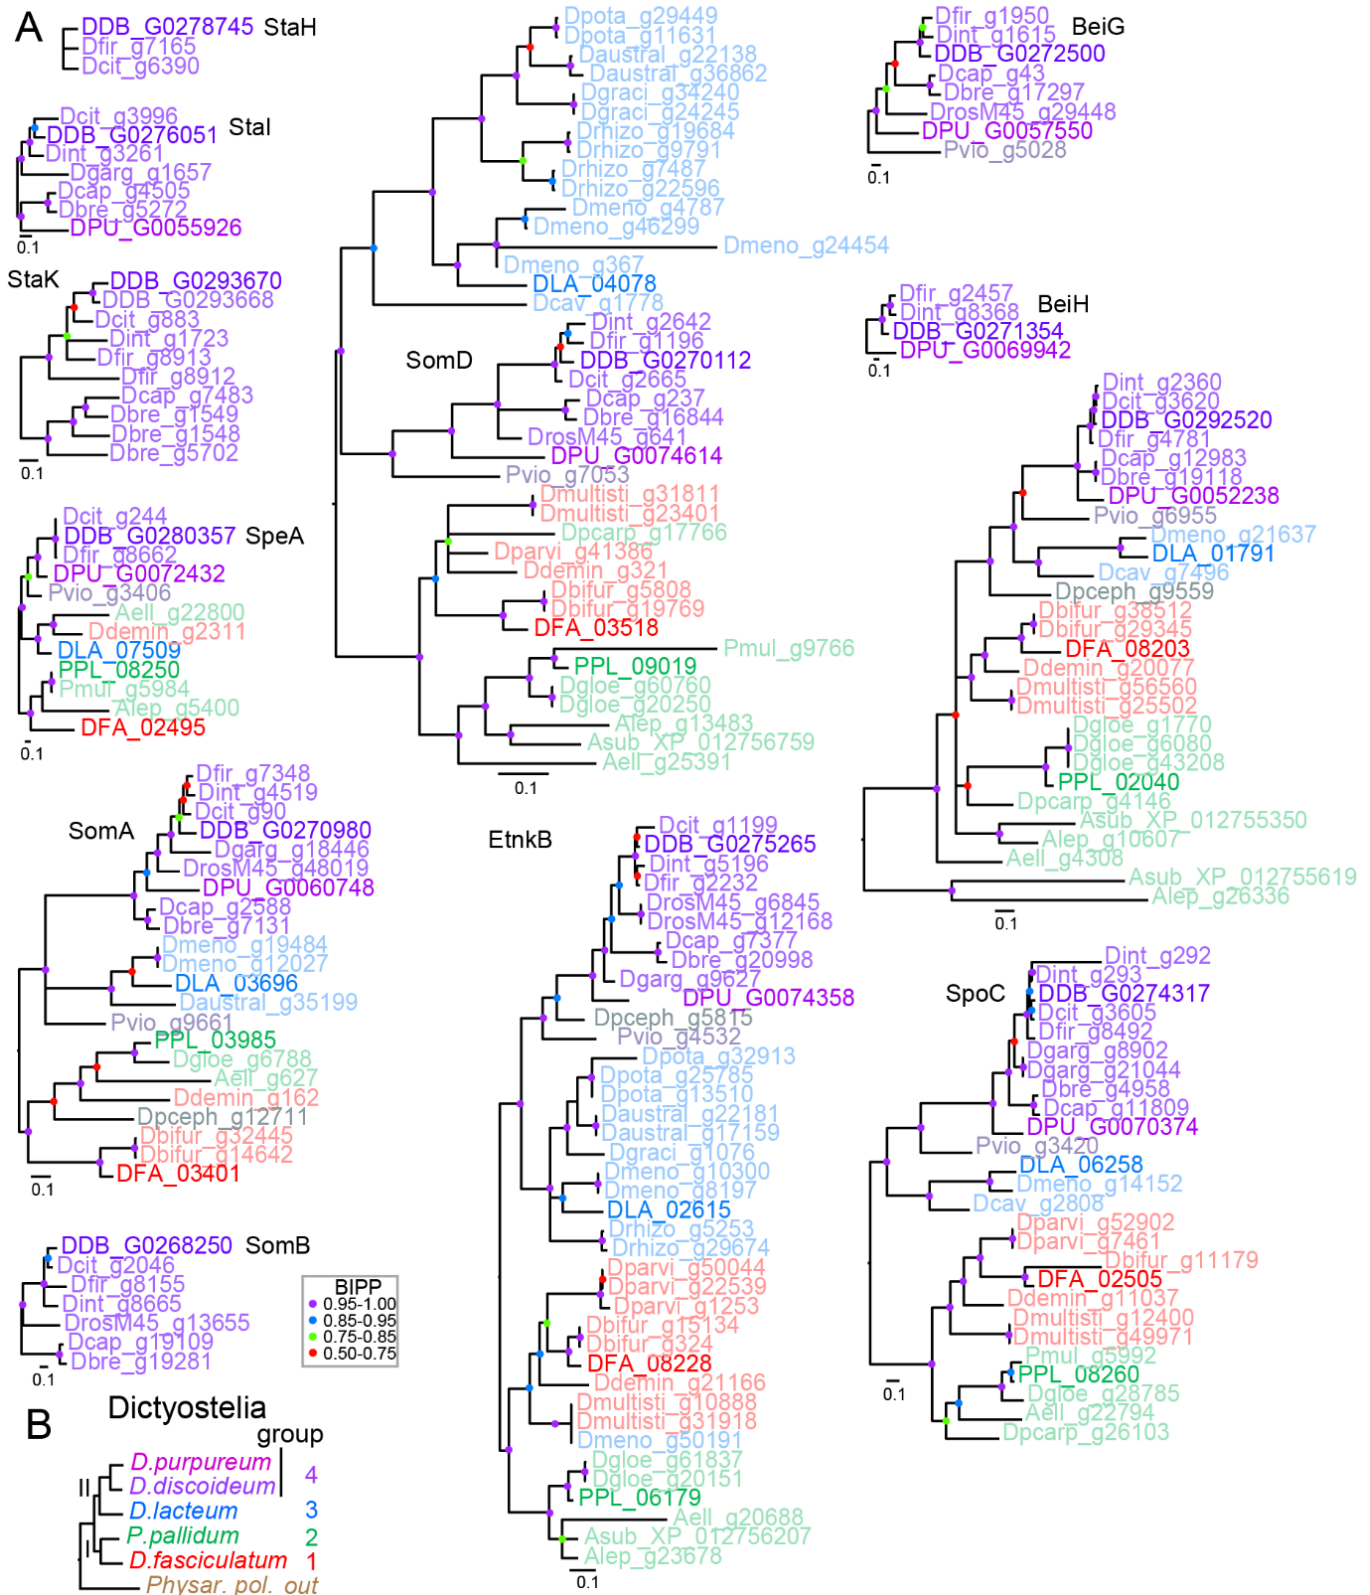 A
DDB_G0278745 StaH
Dfir_g7165
Dcit_g6390
Dcit_g3996
StaI
DDB_G0276051
Dint_g3261
Dgarg_g1657
Dcap_g4505
Dbre_g5272
DPU_G0055926
0.1
StaK
DDB_G0293670
DDB_G0293668
Dcit_g883
Dint_g1723
Dfir_g8913
Dfir_g8912
Dcap_g7483
Dbre_g1549
Dbre_g1548
Dbre_g5702
0.1
Dcit_g244
DDB_G0280357 SpeA
Dfir_g8662
DPU_G0072432
Pvio_g3406
Aell_g22800
Ddemin_g2311
DLA_07509
PPL_08250
Pmul_g5984
Alep_g5400
DFA_02495
0.1
Dfir_g7348
Dint_g4519
Dcit_g90
SomA
DDB_G0270980
Dgarg_g18446
DrosM45_g48019
DPU_G0060748
Dcap_g2588
Dbre_g7131
Dmeno_g19484
Dmeno_g12027
DLA_03696
Daustral_g35199
Pvio_g9661
PPL_03985
Dgloe_g6788
Aell_g627
Ddemin_g162
Dpceph_g12711
Dbifur_g32445
Dbifur_g14642
DFA_03401
0.1
DDB_G0268250 SomB
Dcit_g2046
Dfir_g8155
Dint_g8665
DrosM45_g13655
Dcap_g19109
Dbre_g19281
0.1
BIPP
0.95-1.00
0.85-0.95
0.75-0.85
0.50-0.75
B
Dictyostelia
group
D.purpureum
D.discoideum
4
II
D.lacteum 3
P.pallidum 2
I
D.fasciculatum 1
Physar. pol. out
Dpota_g29449
Dpota_g11631
Daustral_g22138
Daustral_g36862
Dgraci_g34240
Dgraci_g24245
Drhizo_g19684
Drhizo_g9791
Drhizo_g7487
Drhizo_g22596
Dmeno_g4787
Dmeno_g46299
Dmeno_g24454
Dmeno_g367
DLA_04078
Dcav_g1778
Dint_g2642
Dfir_g1196
SomD
DDB_G0270112
Dcit_g2665
Dcap_g237
Dbre_g16844
DrosM45_g641
DPU_G0074614
Pvio_g7053
Dmultisti_g31811
Dmultisti_g23401
Dpcarp_g17766
Dparvi_g41386
Ddemin_g321
Dbifur_g5808
Dbifur_g19769
DFA_03518
Pmul_g9766
PPL_09019
Dgloe_g60760
Dgloe_g20250
Alep_g13483
Asub_XP_012756759
Aell_g25391
0.1
Dcit_g1199
EtnkB
DDB_G0275265
Dint_g5196
Dfir_g2232
DrosM45_g6845
DrosM45_g12168
Dcap_g7377
Dbre_g20998
Dgarg_g9627
DPU_G0074358
Dpceph_g5815
Pvio_g4532
Dpota_g32913
Dpota_g25785
Dpota_g13510
Daustral_g22181
Daustral_g17159
Dgraci_g1076
Dmeno_g10300
Dmeno_g8197
DLA_02615
Drhizo_g5253
Drhizo_g29674
Dparvi_g50044
Dparvi_g22539
Dparvi_g1253
Dbifur_g15134
Dbifur_g324
DFA_08228
Ddemin_g21166
Dmultisti_g10888
Dmultisti_g31918
Dmeno_g50191
Dgloe_g61837
Dgloe_g20151
PPL_06179
Aell_g20688
Asub_XP_012756207
Alep_g23678
0.1
Dfir_g1950
Dint_g1615
BeiG
DDB_G0272500
Dcap_g43
Dbre_g17297
DrosM45_g29448
DPU_G0057550
Pvio_g5028
0.1
Dfir_g2457
Dint_g8368
BeiH
DDB_G0271354
DPU_G0069942
0.1
Dint_g2360
Dcit_g3620
DDB_G0292520
Dfir_g4781
Dcap_g12983
Dbre_g19118
DPU_G0052238
Pvio_g6955
Dmeno_g21637
DLA_01791
Dcav_g7496
Dpceph_g9559
Dbifur_g38512
Dbifur_g29345
DFA_08203
Ddemin_g20077
Dmultisti_g56560
Dmultisti_g25502
Dgloe_g1770
Dgloe_g6080
Dgloe_g43208
PPL_02040
Dpcarp_g4146
Asub_XP_012755350
Alep_g10607
Aell_g4308
Asub_XP_012755619
Alep_g26336
0.1
Dint_g292
Dint_g293
SpoC
DDB_G0274317
Dcit_g3605
Dfir_g8492
Dgarg_g8902
Dgarg_g21044
Dbre_g4958
Dcap_g11809
DPU_G0070374
Pvio_g3420
DLA_06258
Dmeno_g14152
Dcav_g2808
Dparvi_g52902
Dparvi_g7461
Dbifur_g11179
DFA_02505
Ddemin_g11037
Dmultisti_g12400
Dmultisti_g49971
Pmul_g5992
PPL_08260
Dgloe_g28785
Aell_g22794
Dpcarp_g26103
0.1